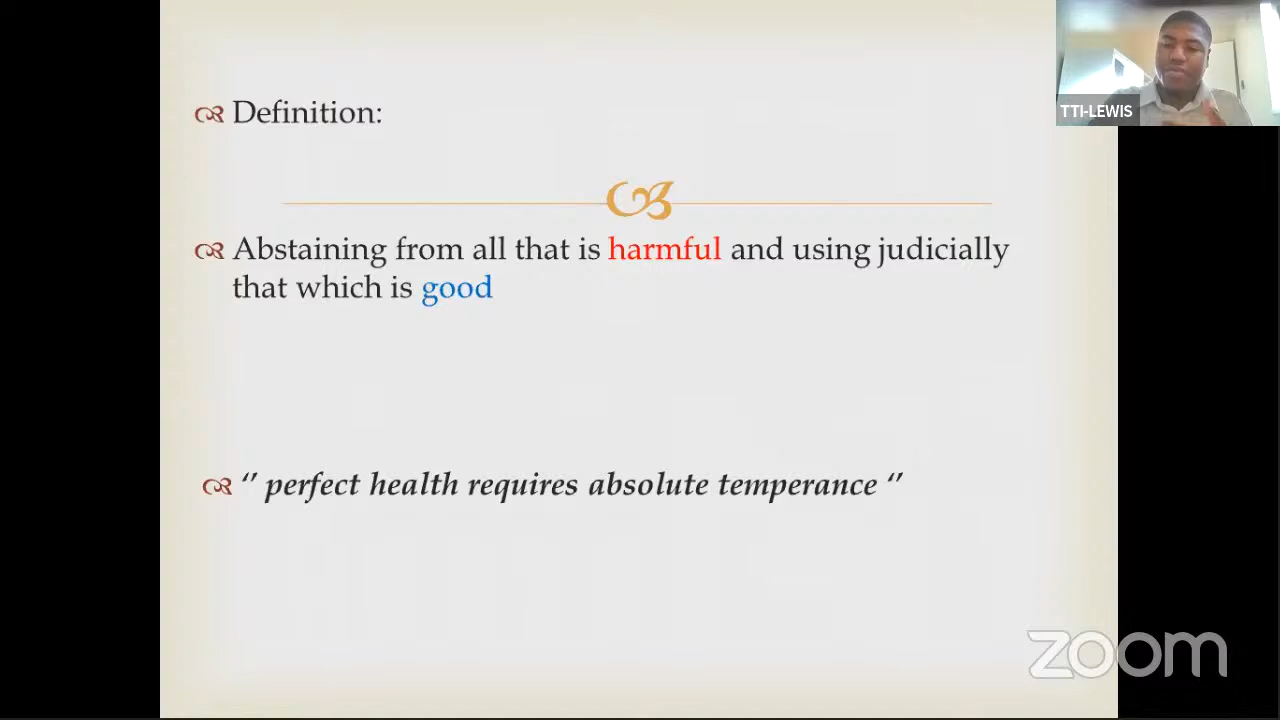 TTI-LEWIS
Definition:
Abstaining from all that is harmful and using judicially
that which is good
‘’ perfect health requires absolute temperance ‘’
zoom